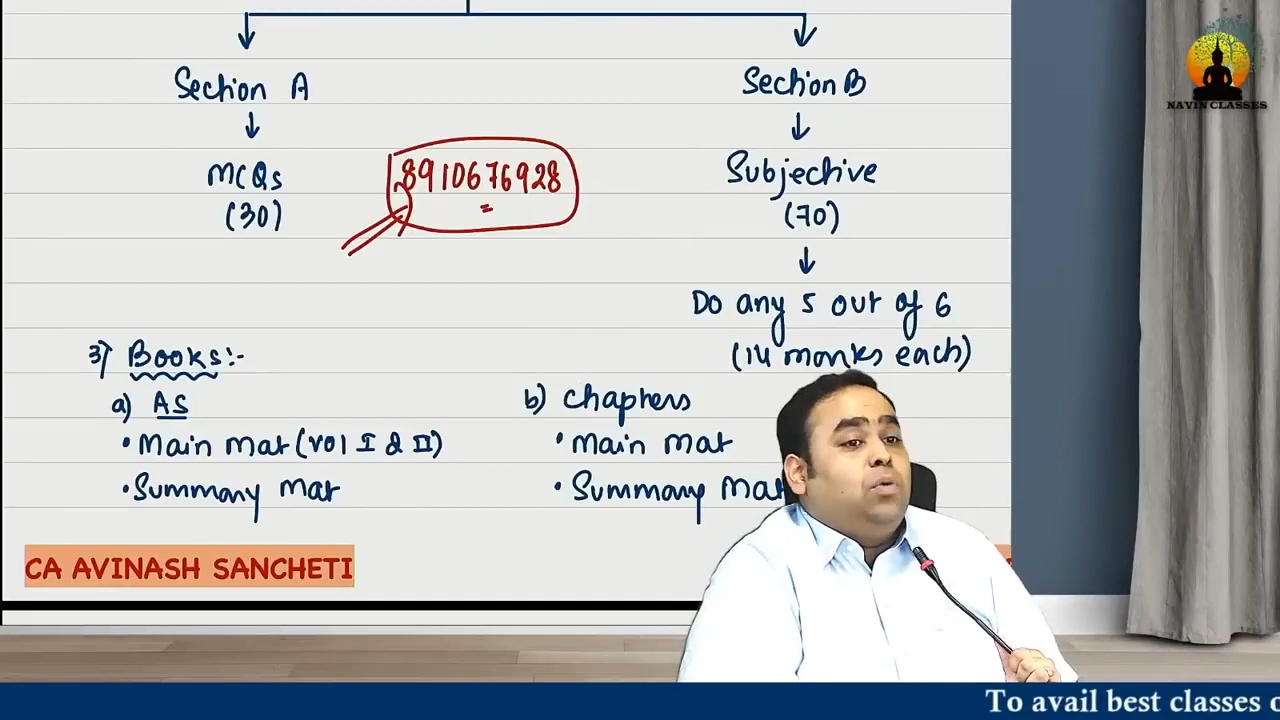 NAVIN CLASSES
Section A
Section B
MCQs
(30)
8910676928
Subjective
(70)
Do any 5 out of 6
(14 marks each)
3) Books:-
a) AS
• Main mat (vol I & II)
• Summary mat
b) Chapters
• Main mat
• Summary Mat
CA AVINASH SANCHETI
To avail best classes